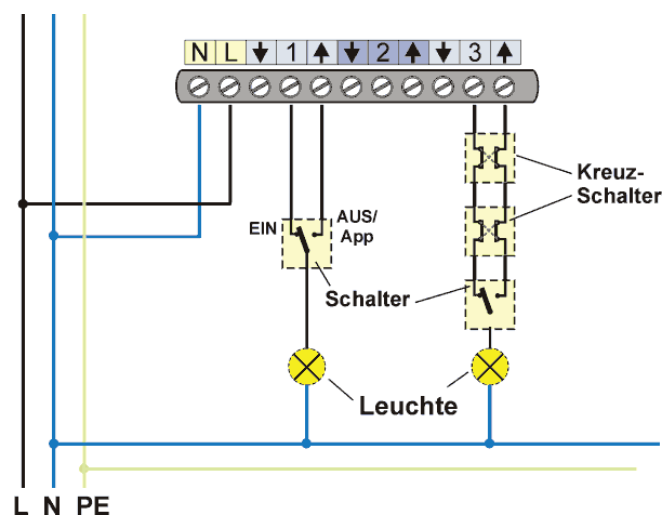 N L ↓ 1 ↑ ↓ 2 ↑ ↓ 3 ↑
Kreuz-
Schalter
EIN
AUS/
App
Schalter
Leuchte
L N PE